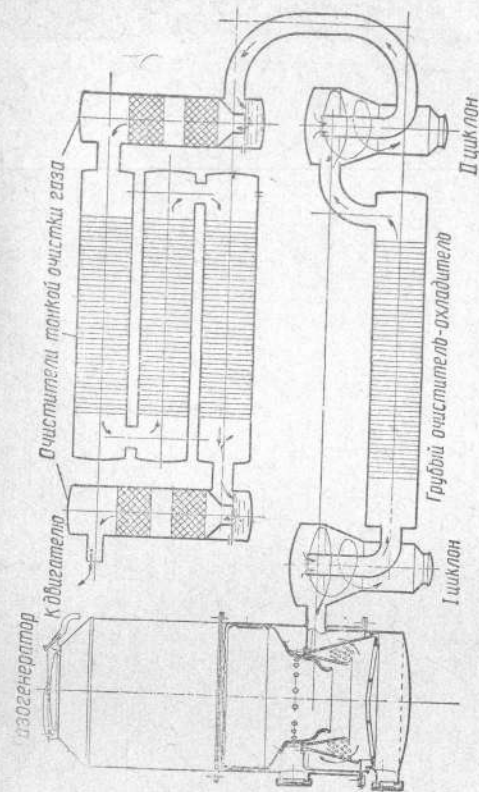 Газогенератор
К двигателю
Очистители тонкой очистки газа
I циклон
Грубый очиститель-охладитель
II циклон